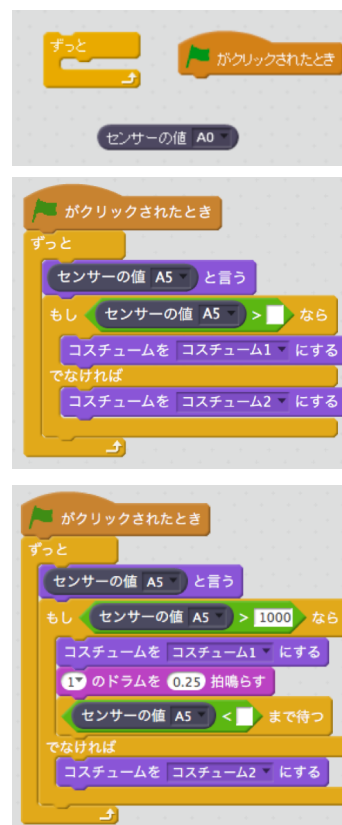 ずっと
がクリックされたとき
センサーの値 A0
がクリックされたとき
ずっと
センサーの値 A5 と言う
もし センサーの値 A5 > なら
コスチュームを コスチューム1 にする
でなければ
コスチュームを コスチューム2 にする
がクリックされたとき
ずっと
センサーの値 A5 と言う
もし センサーの値 A5 > 1000 なら
コスチュームを コスチューム1 にする
1 のドラムを 0.25 拍鳴らす
センサーの値 A5 < まで待つ
でなければ
コスチュームを コスチューム2 にする